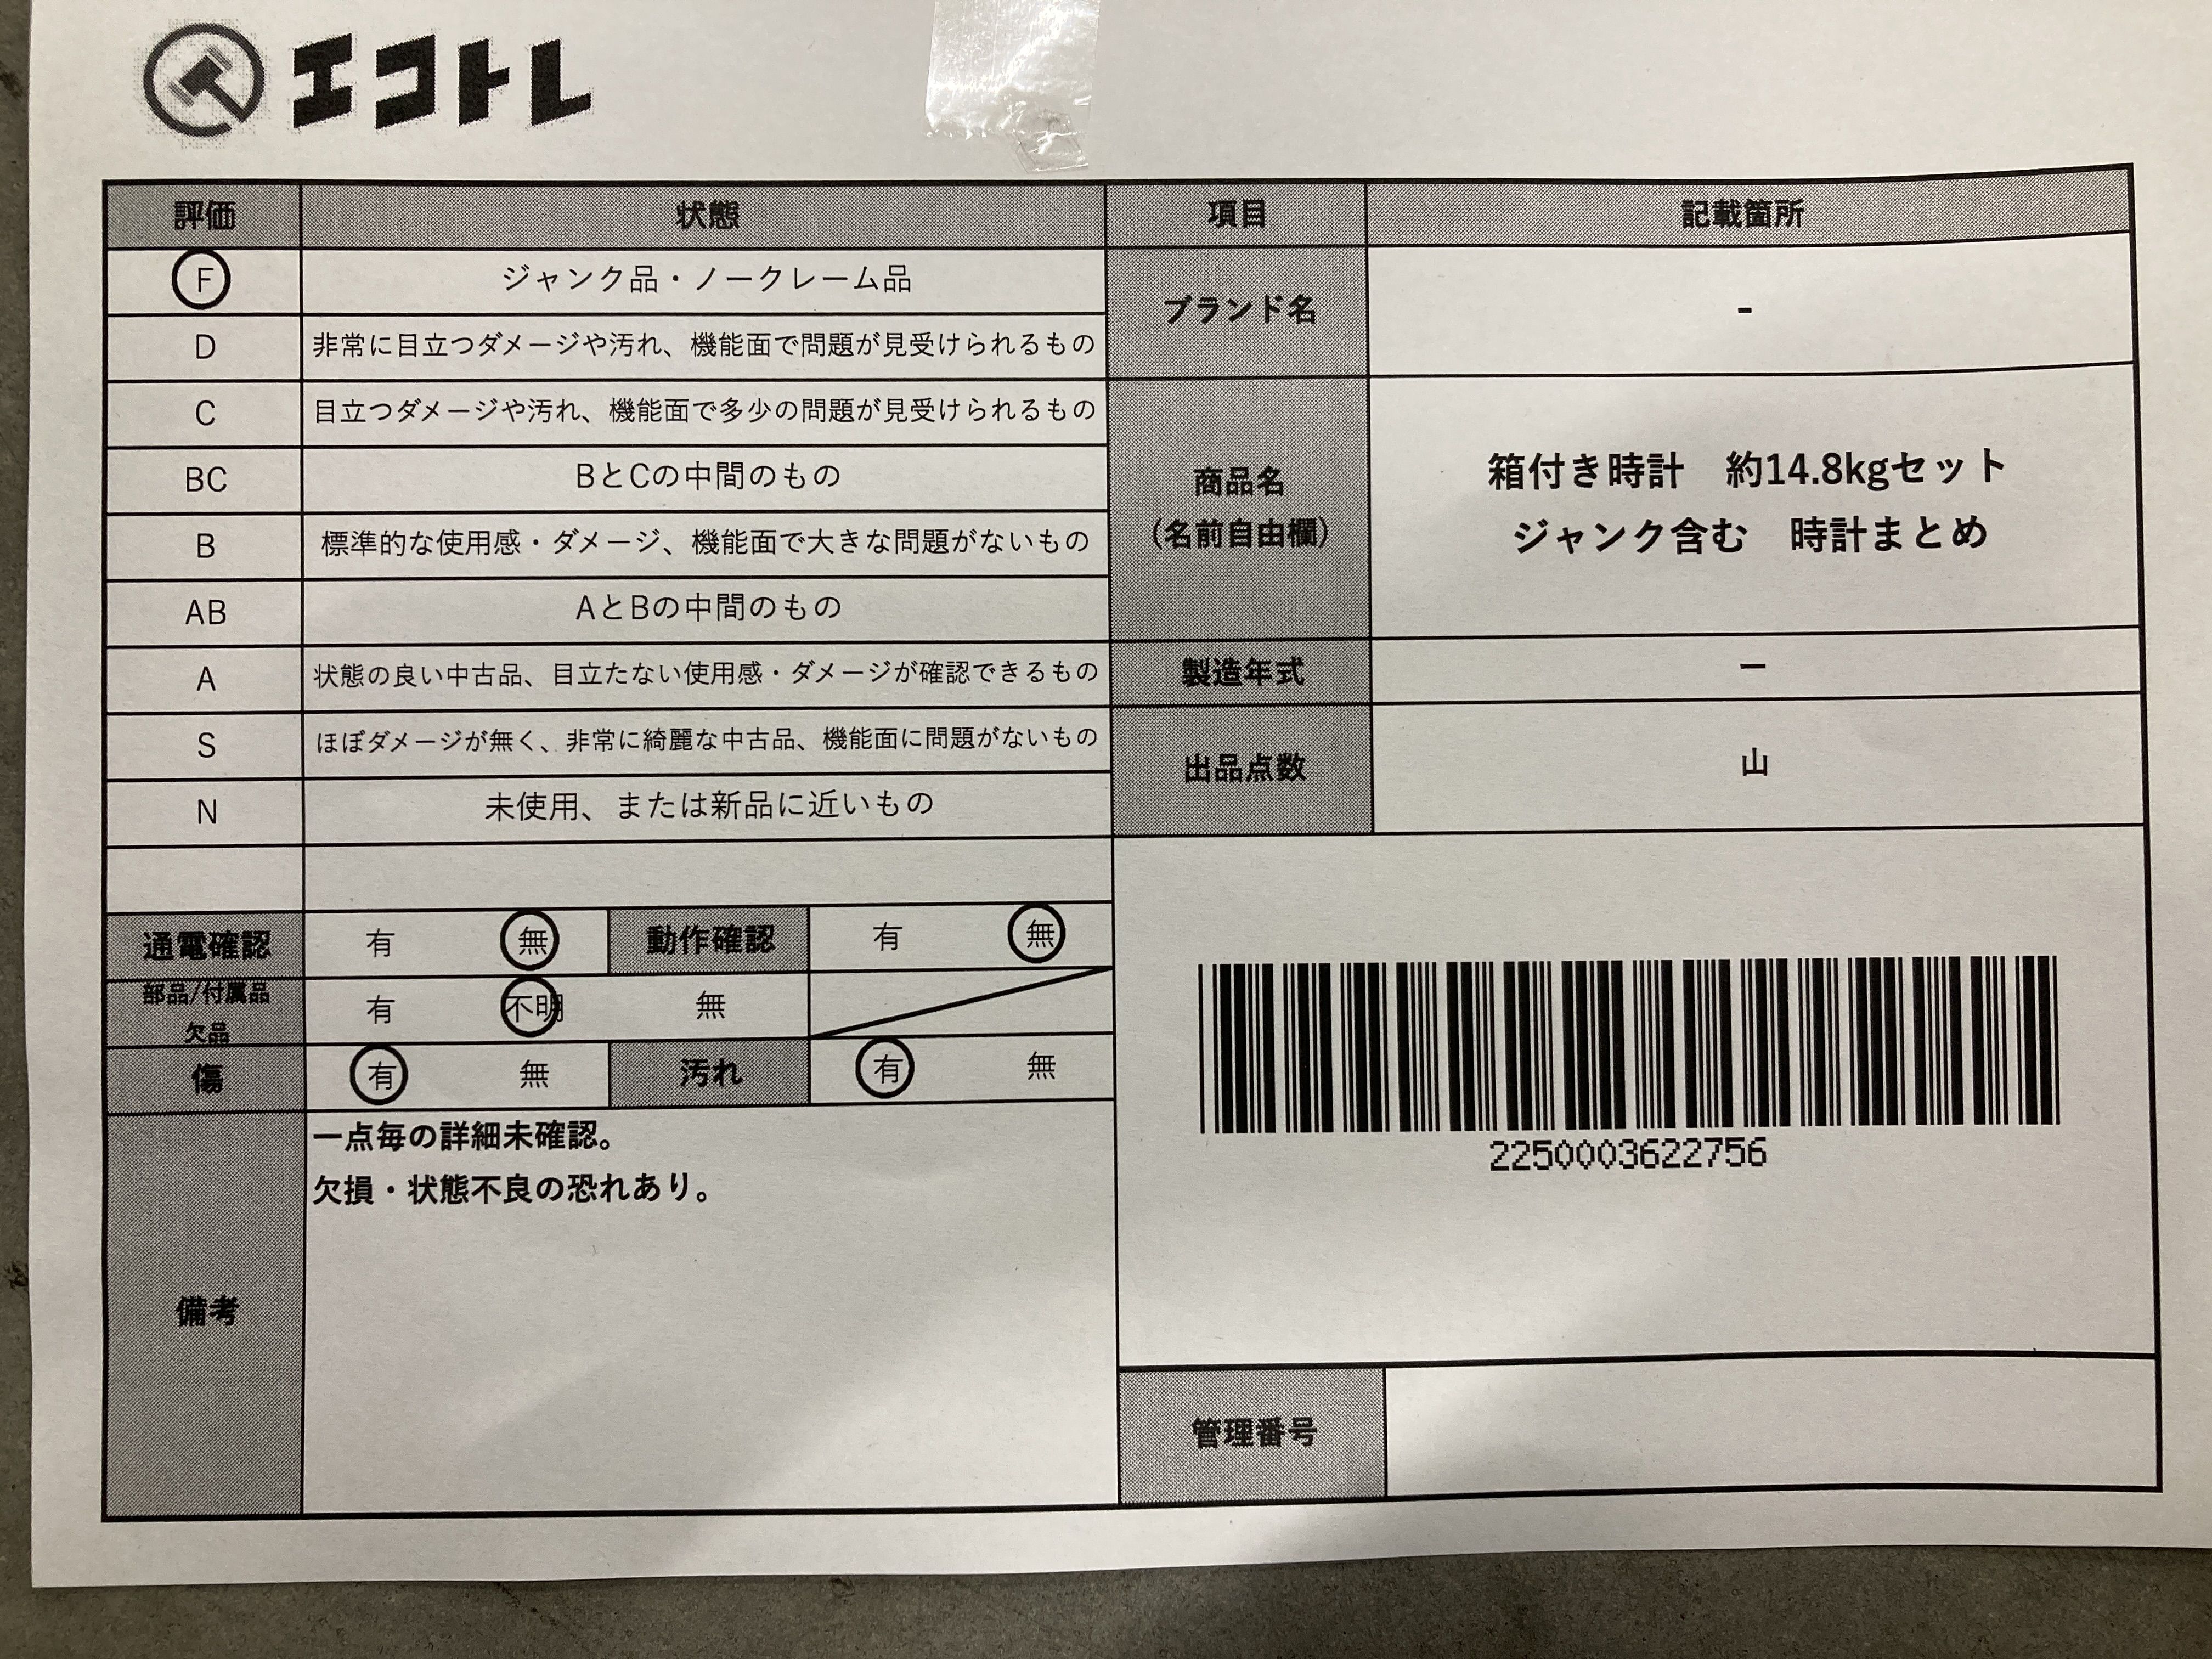 エコトレ
評価 状態 項目 記載箇所
F ジャンク品・ノークレーム品
D 非常に目立つダメージや汚れ、機能面で問題が見受けられるもの
ブランド名 -
C 目立つダメージや汚れ、機能面で多少の問題が見受けられるもの
BC BとCの中間のもの
B 標準的な使用感・ダメージ、機能面で大きな問題がないもの
AB AとBの中間のもの
商品名
(名前自由欄)
箱付き時計　約14.8kgセット
ジャンク含む　時計まとめ
A 状態の良い中古品、目立たない使用感・ダメージが確認できるもの
製造年式 ー
S ほぼダメージが無く、非常に綺麗な中古品、機能面に問題がないもの
N 未使用、または新品に近いもの
出品点数 山
通電確認 有 無 動作確認 有 無
部品/付属品
欠品
有 不明 無
傷 有 無 汚れ 有 無
備考
一点毎の詳細未確認。
欠損・状態不良の恐れあり。
2250003622756
管理番号